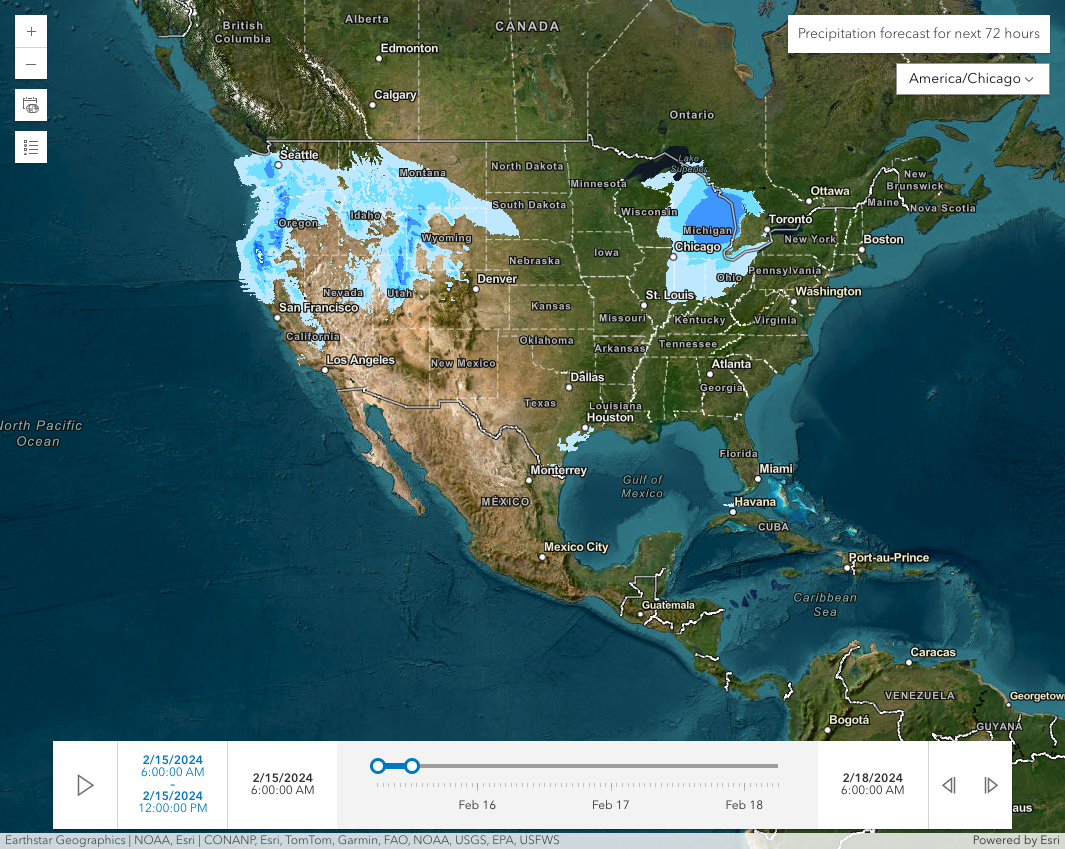 +
Precipitation forecast for next 72 hours
−
America/Chicago
British
Columbia
Alberta
CANADA
Edmonton
Calgary
Ontario
Seattle
Montana
North Dakota
Minnesota
Lake
Superior
South Dakota
Wisconsin
Ottawa
New
Brunswick
Maine
Nova Scotia
Oregon
Idaho
Wyoming
Michigan
Toronto
New York
Boston
Chicago
Iowa
Nebraska
Denver
Ohio
Pennsylvania
Nevada
Utah
San Francisco
St. Louis
Washington
Kansas
Missouri
Kentucky
Virginia
California
Oklahoma
Arkansas
Tennessee
Los Angeles
New Mexico
Atlanta
Dallas
Georgia
Texas
Louisiana
Houston
North Pacific
Ocean
Florida
Miami
Monterrey
Gulf of
Mexico
MÉXICO
Havana
CUBA
Mexico City
Port-au-Prince
Caribbean
Sea
Guatemala
Caracas
VENEZUELA
Georgetown
Bogotá
GUYANA
2/15/2024
6:00:00 AM
-
2/15/2024
12:00:00 PM
2/15/2024
6:00:00 AM
Feb 16
Feb 17
Feb 18
2/18/2024
6:00:00 AM
aus
Earthstar Geographics | NOAA, Esri | CONANP, Esri, TomTom, Garmin, FAO, NOAA, USGS, EPA, USFWS
Powered by Esri